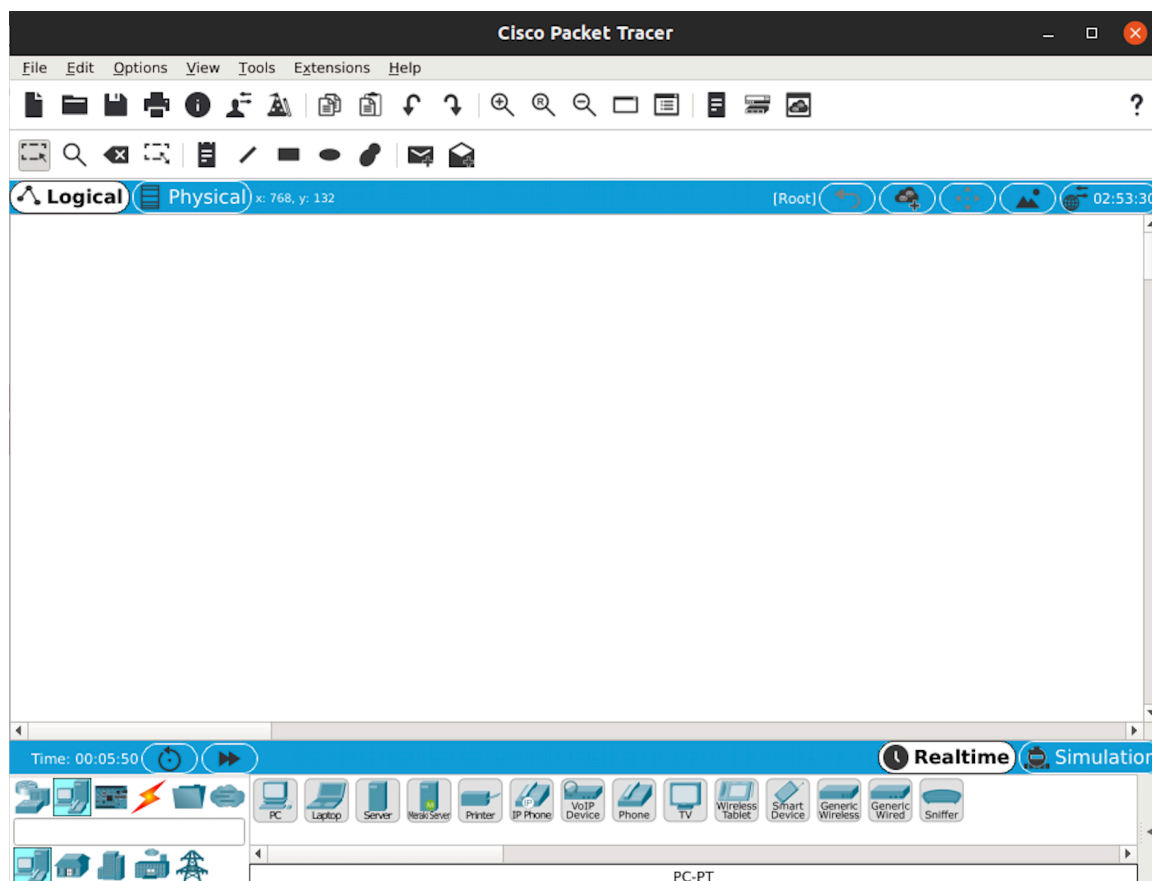 Cisco Packet Tracer
File Edit Options View Tools Extensions Help
Logical Physical x: 768, y: 132 [Root] 02:53:30
Time: 00:05:50 Realtime Simulation
PC Laptop Server Meraki Server Printer IP Phone VoIP Device Phone TV Wireless Tablet Smart Device Generic Wireless Generic Wired Sniffer
PC-PT